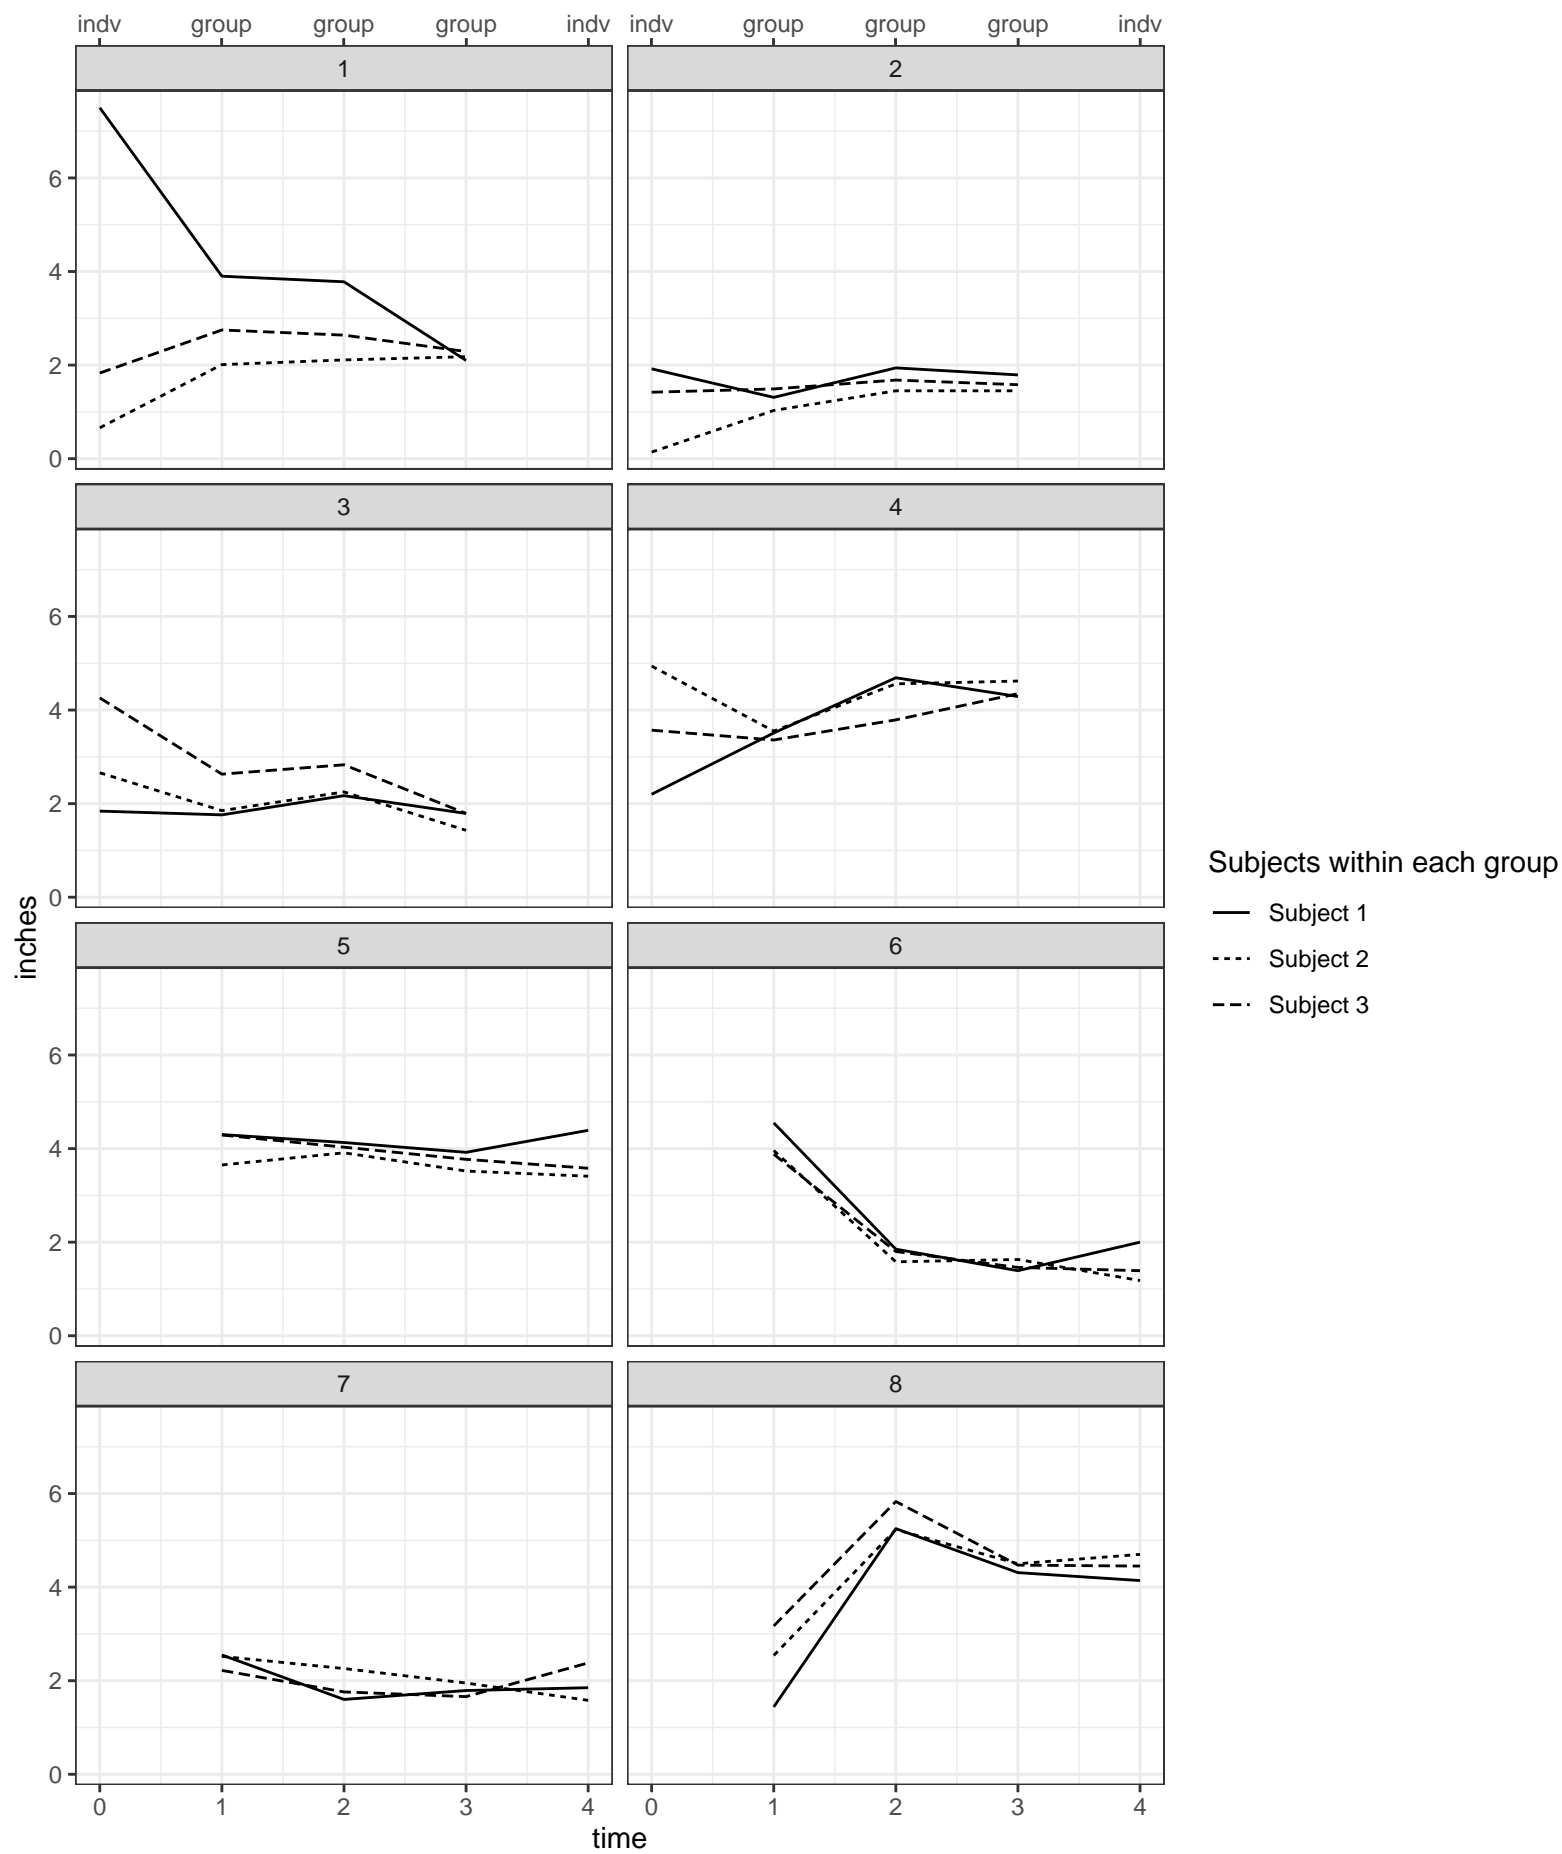 indv group group group indv indv group group group indv
1 2
6
4
2
0
3 4
6
4
2
0
5 6
6
4
2
0
7 8
6
4
2
0
0 1 2 3 4 0 1 2 3 4
time
inches
Subjects within each group
Subject 1
Subject 2
Subject 3